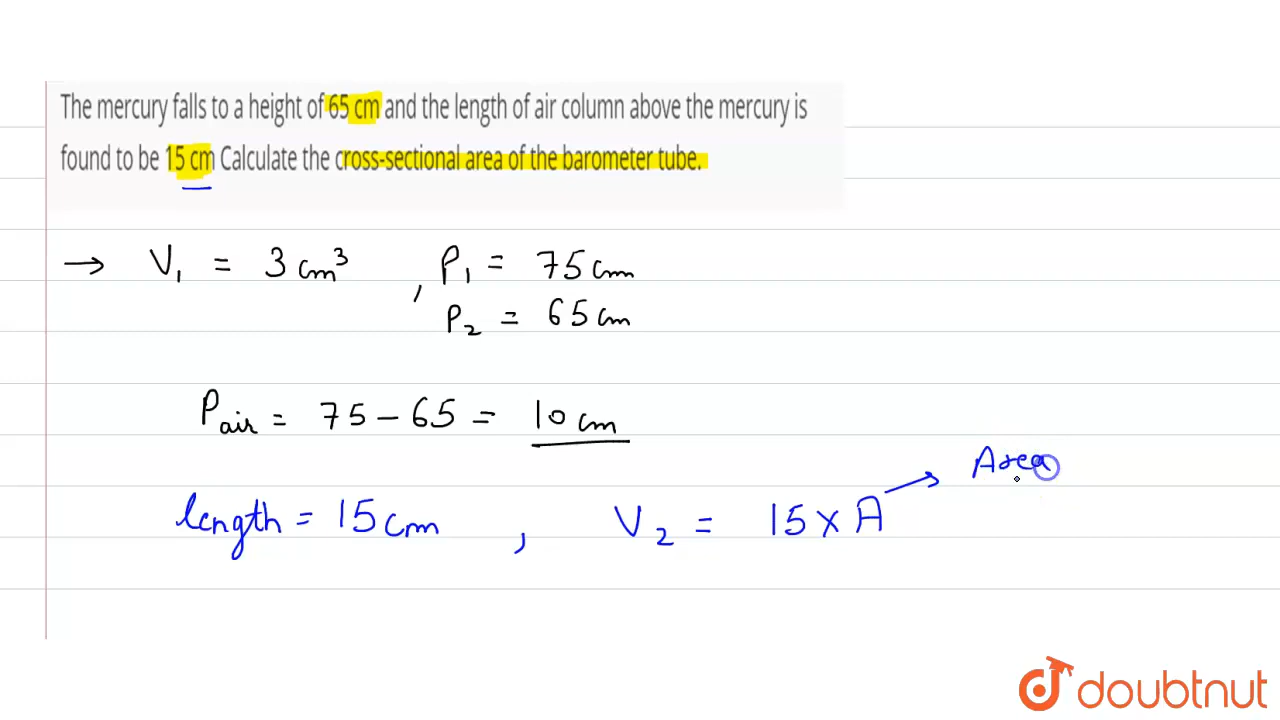 The mercury falls to a height of 65 cm and the length of air column above the mercury is
found to be 15 cm Calculate the cross-sectional area of the barometer tube.
→ V₁ = 3 cm³ , P₁ = 75 cm
P₂ = 65 cm
Pair = 75 – 65 = 10 cm
Area
length = 15 cm , V₂ = 15 × A
doubtnut